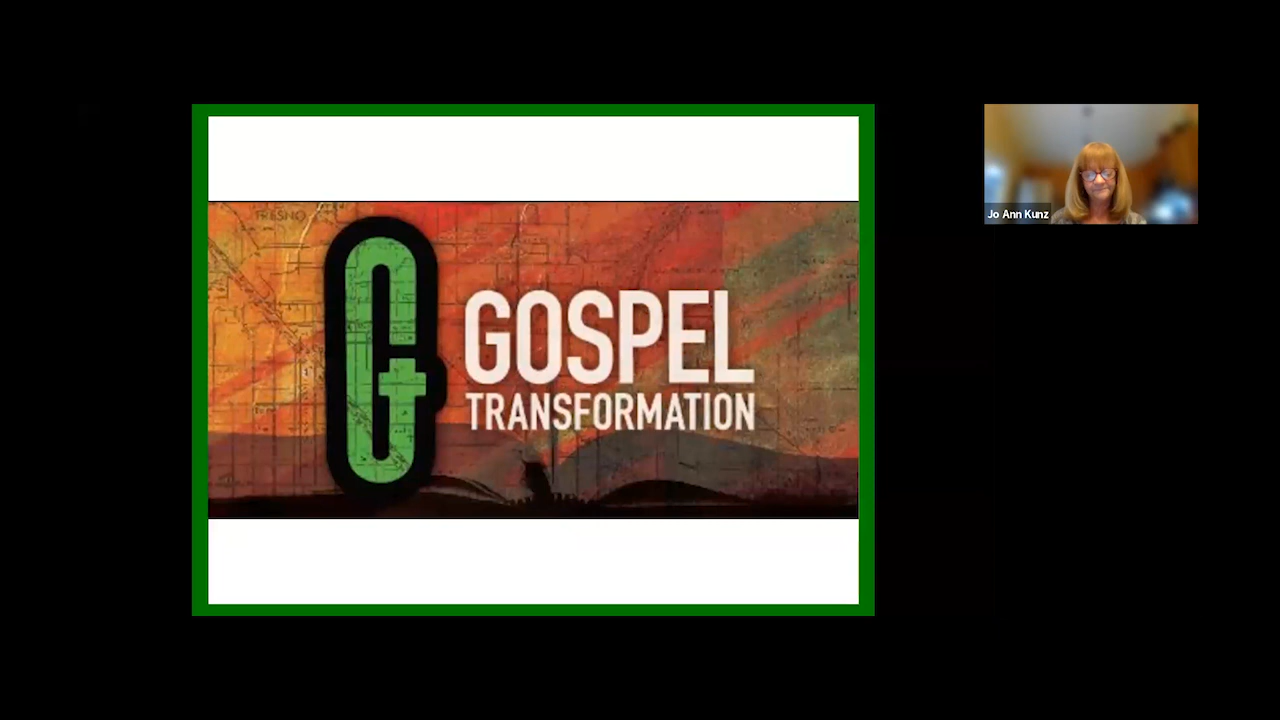 FRESNO
G
GOSPEL
TRANSFORMATION
Jo Ann Kunz